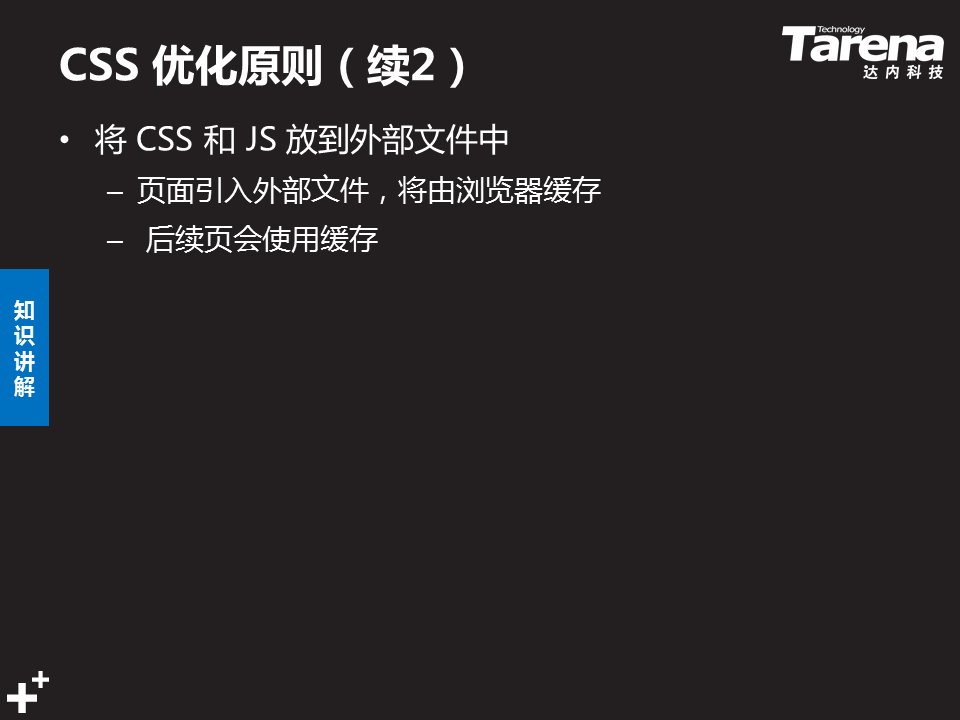 CSS 优化原则（续2）
Technology
Tarena
达内科技
• 将 CSS 和 JS 放到外部文件中
– 页面引入外部文件，将由浏览器缓存
– 后续页会使用缓存
知识讲解